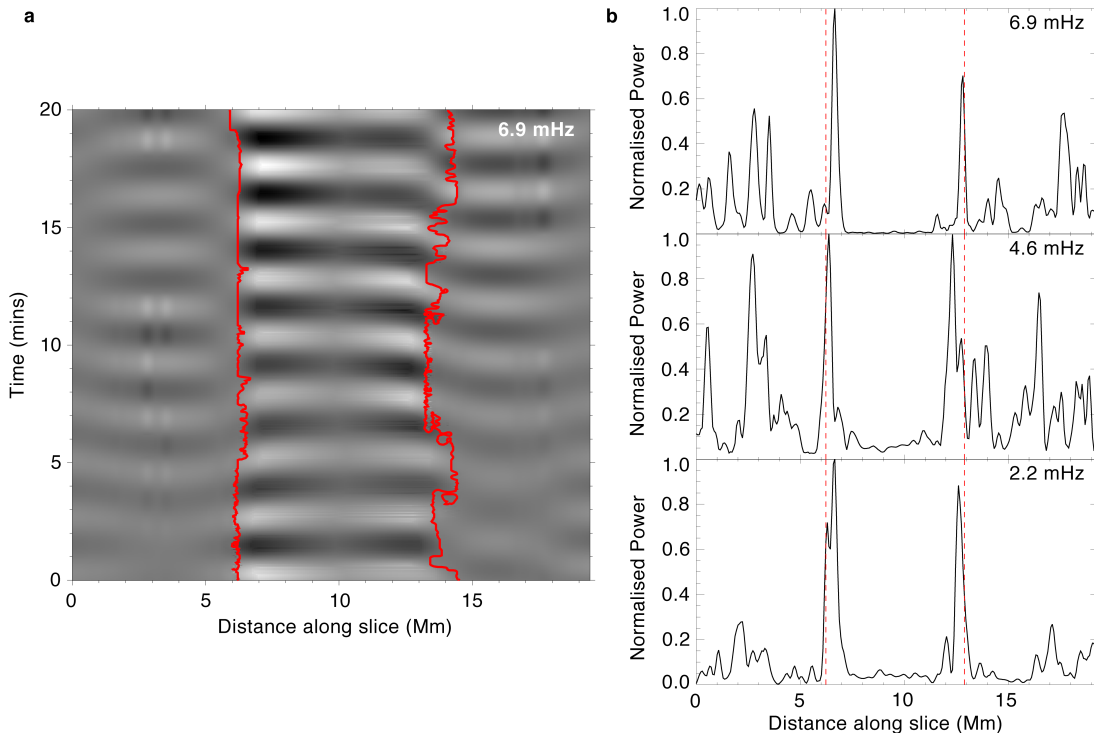 a
6.9 mHz
20
15
10
5
0
Time (mins)
0 5 10 15
Distance along slice (Mm)
b
6.9 mHz
1.0
0.8
0.6
0.4
0.2
Normalised Power
4.6 mHz
1.0
0.8
0.6
0.4
0.2
Normalised Power
2.2 mHz
1.0
0.8
0.6
0.4
0.2
0.0
Normalised Power
0 5 10 15
Distance along slice (Mm)